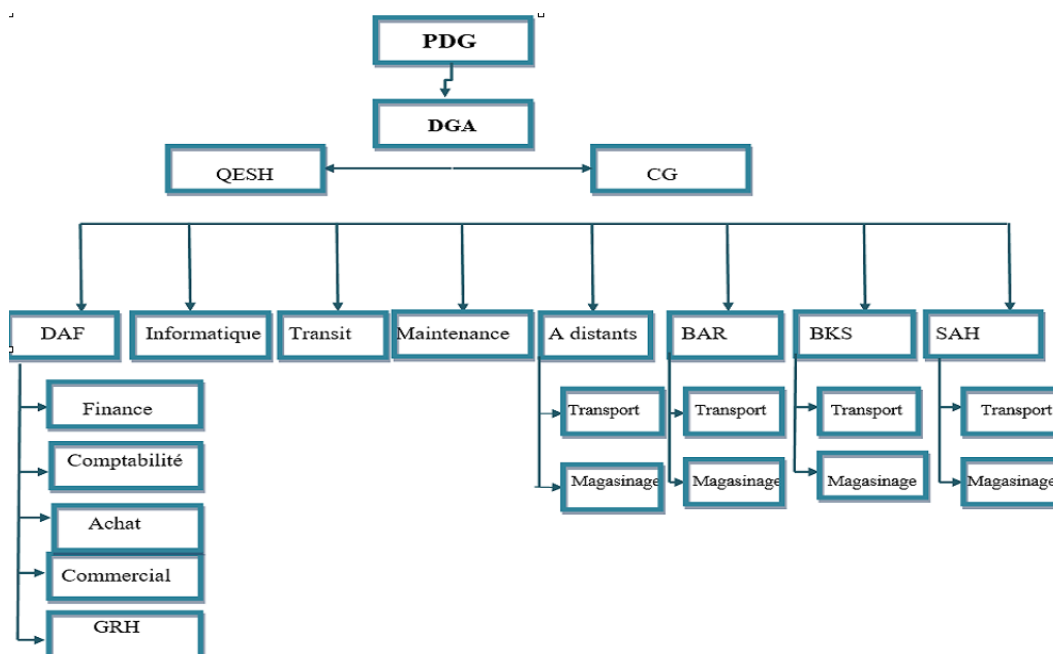 PDG
DGA
QESH
CG
DAF
Informatique
Transit
Maintenance
A distants
BAR
BKS
SAH
Finance
Comptabilité
Achat
Commercial
GRH
Transport
Magasinage
Transport
Magasinage
Transport
Magasinage
Transport
Magasinage